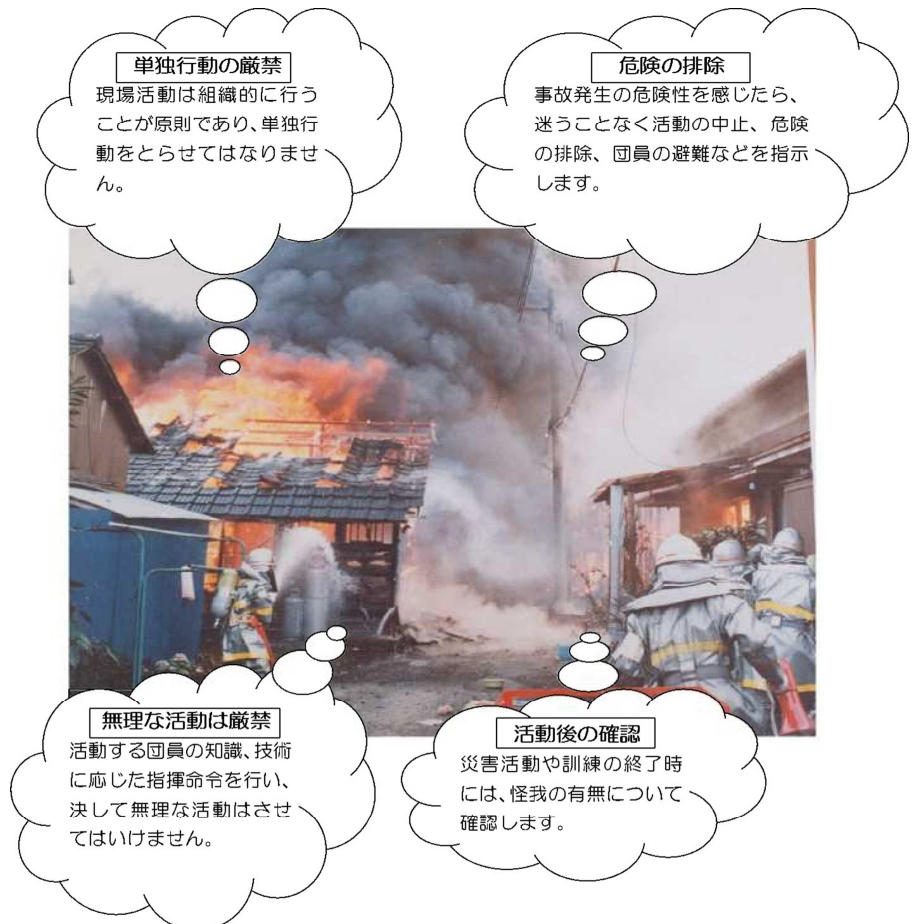 単独行動の厳禁
現場活動は組織的に行う
ことが原則であり、単独行
動をとらせてはなりませ
ん。
危険の排除
事故発生の危険性を感じたら、
迷うことなく活動の中止、危険
の排除、団員の避難などを指示
します。
無理な活動は厳禁
活動する団員の知識、技術
に応じた指揮命令を行い、
決して無理な活動はさせ
てはいけません。
活動後の確認
災害活動や訓練の終了時
には、怪我の有無について
確認します。